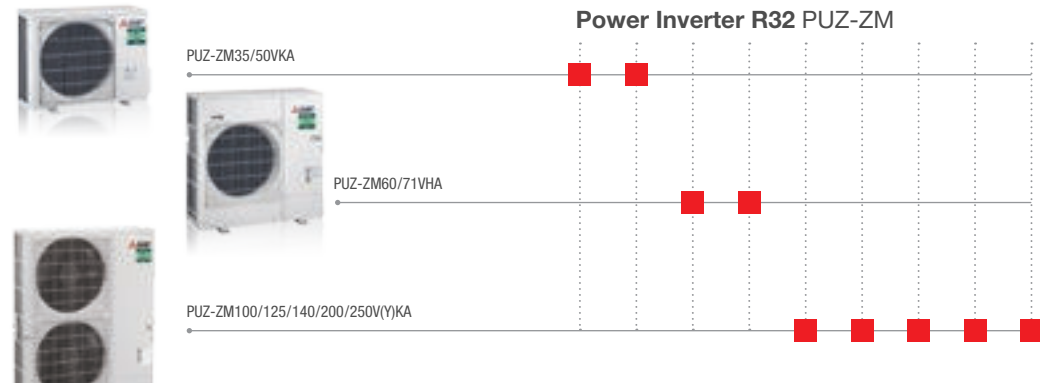 Power Inverter R32 PUZ-ZM
PUZ-ZM35/50VKA
PUZ-ZM60/71VHA
PUZ-ZM100/125/140/200/250V(Y)KA